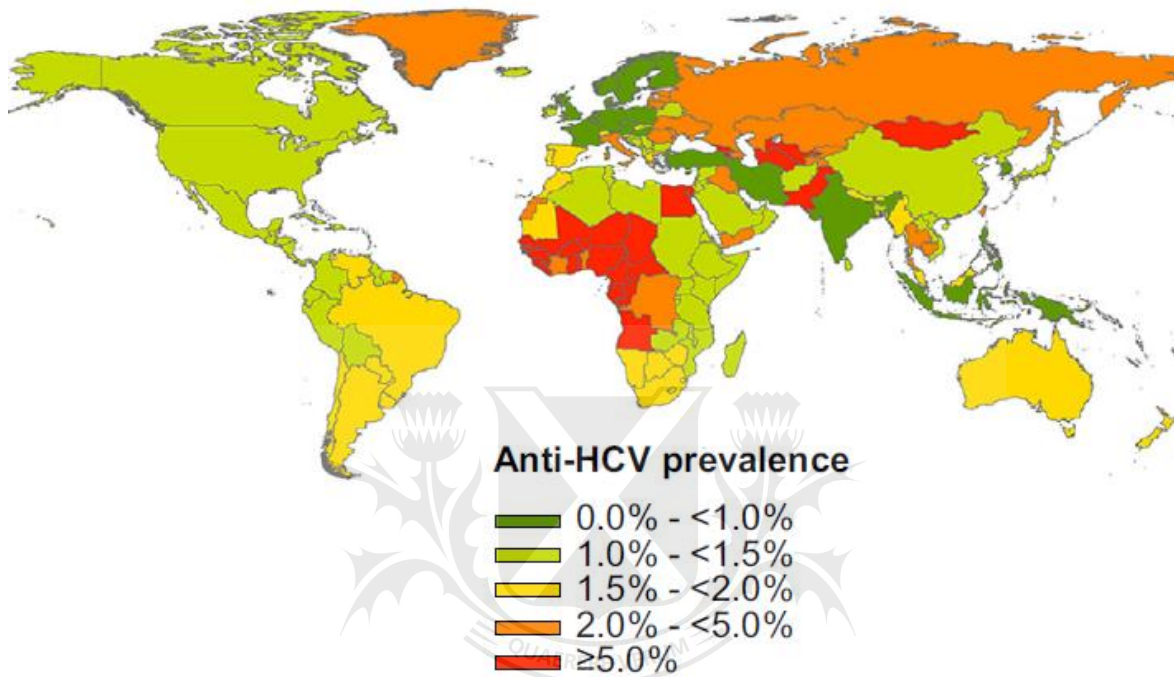 Anti-HCV prevalence
0.0% - <1.0%
1.0% - <1.5%
1.5% - <2.0%
2.0% - <5.0%
≥5.0%